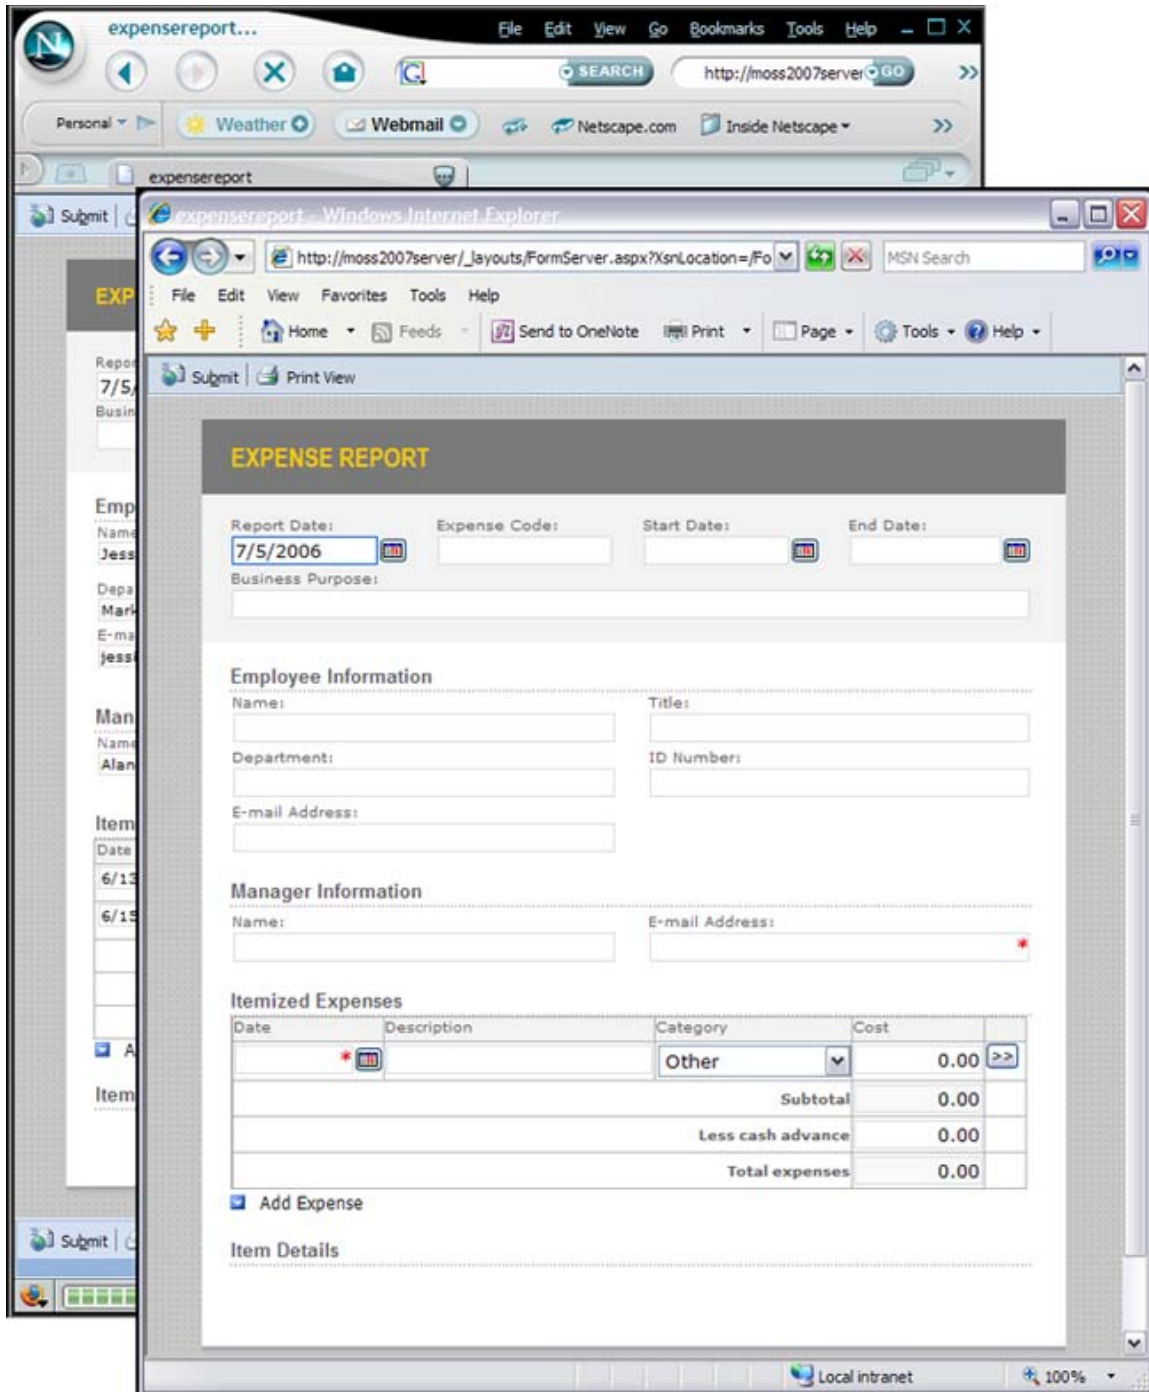 expensereport...
File Edit View Go Bookmarks Tools Help
SEARCH http://moss2007server GO
Personal Weather Webmail Netscape.com Inside Netscape
expensereport
Submit
EXP
Repor
7/5/
Busin
Emp
Name
Jess
Depa
Mark
E-ma
jessi
Man
Name
Alan
Item
Date
6/13
6/15
A
Item
Submit
expensereport - Windows Internet Explorer
http://moss2007server/_layouts/FormServer.aspx?XsnLocation=/Fo MSN Search
File Edit View Favorites Tools Help
Home Feeds Send to OneNote Print Page Tools Help
Submit Print View
EXPENSE REPORT
Report Date: Expense Code: Start Date: End Date:
7/5/2006
Business Purpose:
Employee Information
Name: Title:
Department: ID Number:
E-mail Address:
Manager Information
Name: E-mail Address:
*
Itemized Expenses
Date Description Category Cost
* Other 0.00 >>
Subtotal 0.00
Less cash advance 0.00
Total expenses 0.00
Add Expense
Item Details
Local intranet 100%